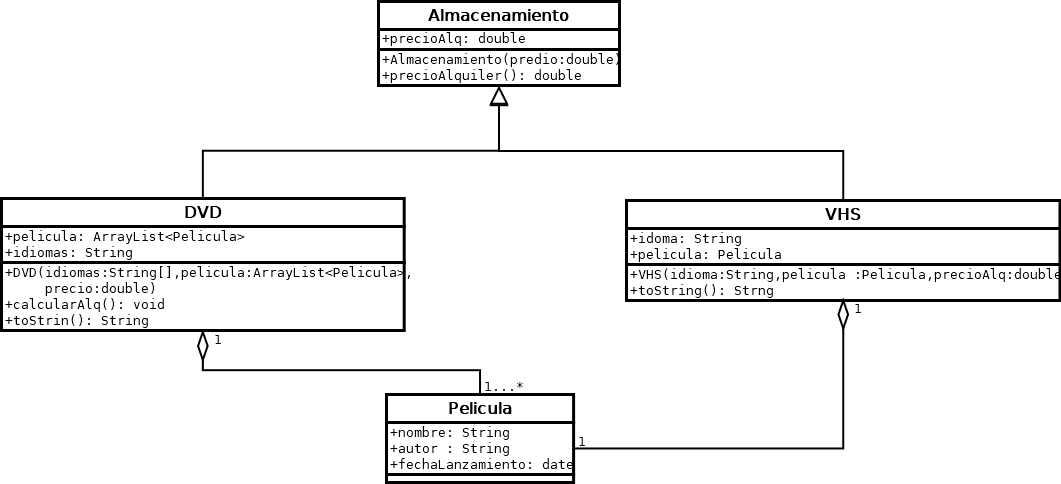 Almacenamiento
+precioAlq: double
+Almacenamiento(predio:double)
+precioAlquiler(): double
DVD
+pelicula: ArrayList<Pelicula>
+idiomas: String
+DVD(idiomas:String[],pelicula:ArrayList<Pelicula>,
precio:double)
+calcularAlq(): void
+toStrin(): String
VHS
+idoma: String
+pelicula: Pelicula
+VHS(idioma:String,pelicula :Pelicula,precioAlq:double
+toString(): Strng
1
1
1...*
Pelicula
+nombre: String
+autor : String
+fechaLanzamiento: date
1